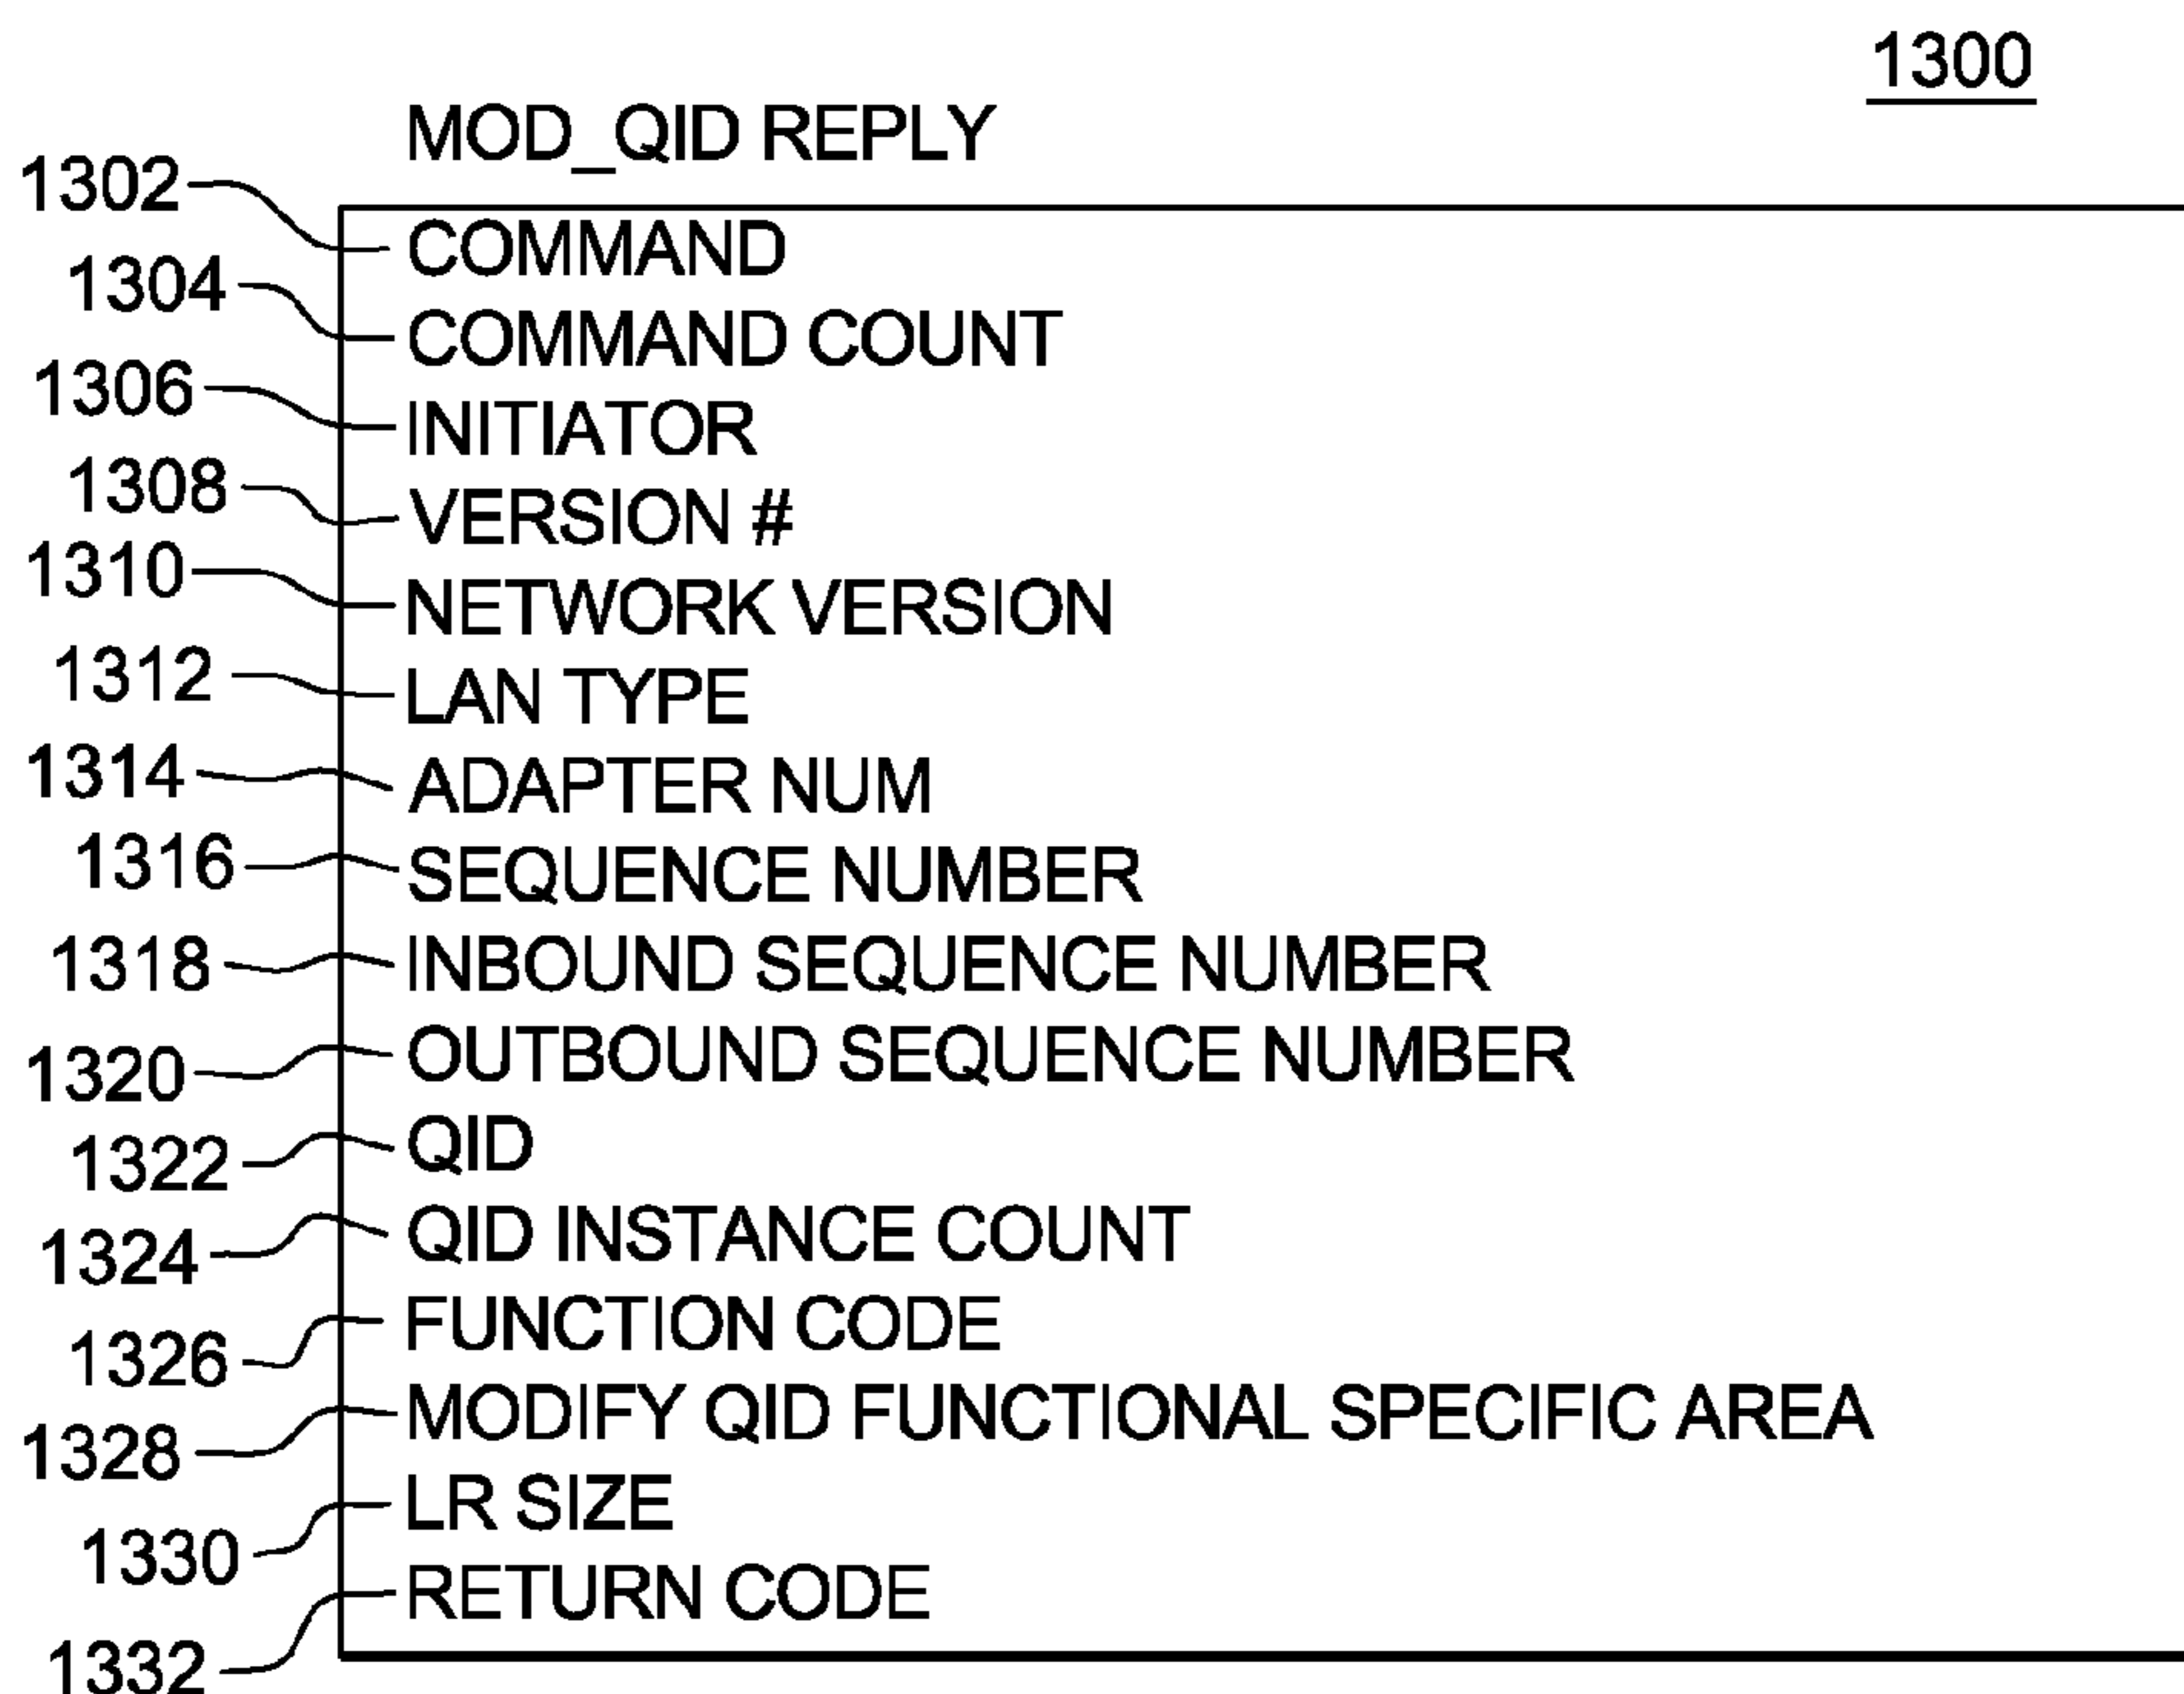 1300
MOD_QID REPLY
1302 COMMAND
1304 COMMAND COUNT
1306 INITIATOR
1308 VERSION #
1310 NETWORK VERSION
1312 LAN TYPE
1314 ADAPTER NUM
1316 SEQUENCE NUMBER
1318 INBOUND SEQUENCE NUMBER
1320 OUTBOUND SEQUENCE NUMBER
1322 QID
1324 QID INSTANCE COUNT
1326 FUNCTION CODE
1328 MODIFY QID FUNCTIONAL SPECIFIC AREA
1330 LR SIZE
1332 RETURN CODE